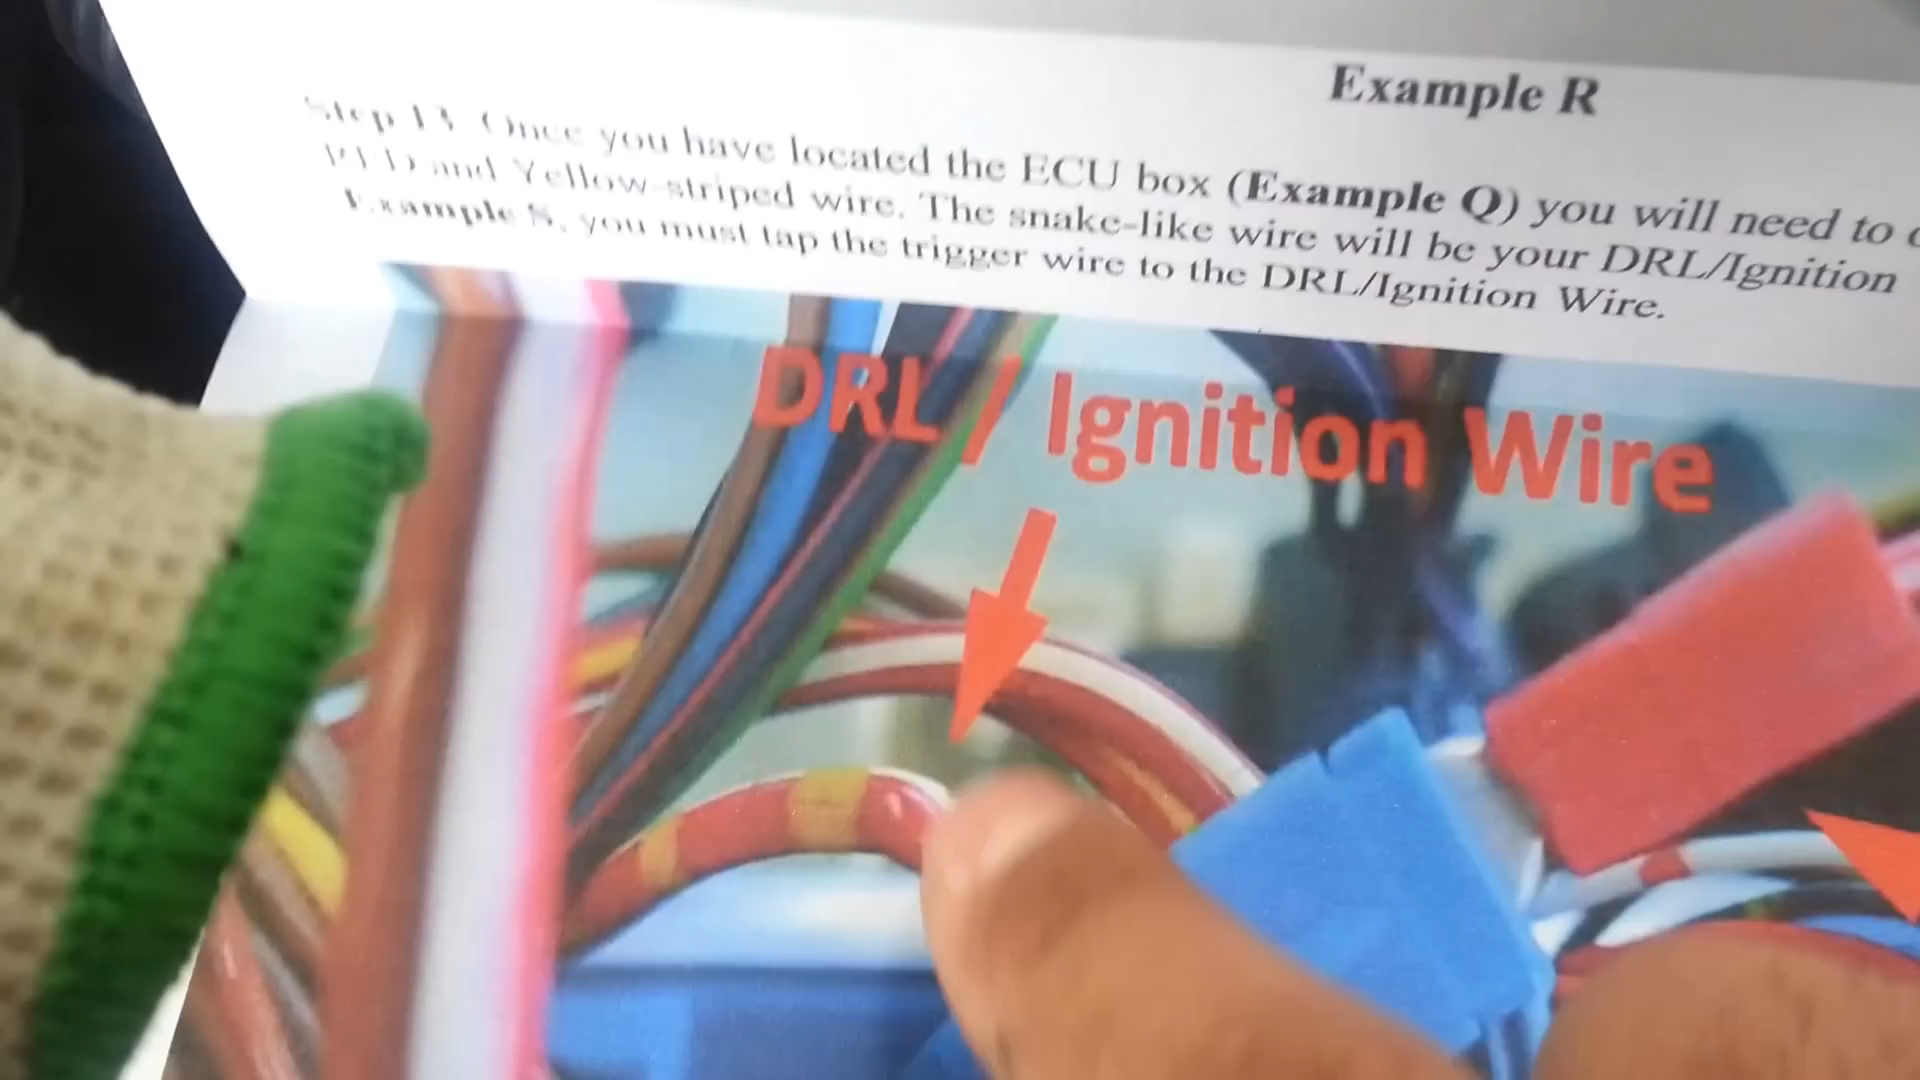 Example R
Step 13. Once you have located the ECU box (Example Q) you will need to
RED and Yellow-striped wire. The snake-like wire will be your DRL/Ignition
Example S, you must tap the trigger wire to the DRL/Ignition Wire.
DRL / Ignition Wire